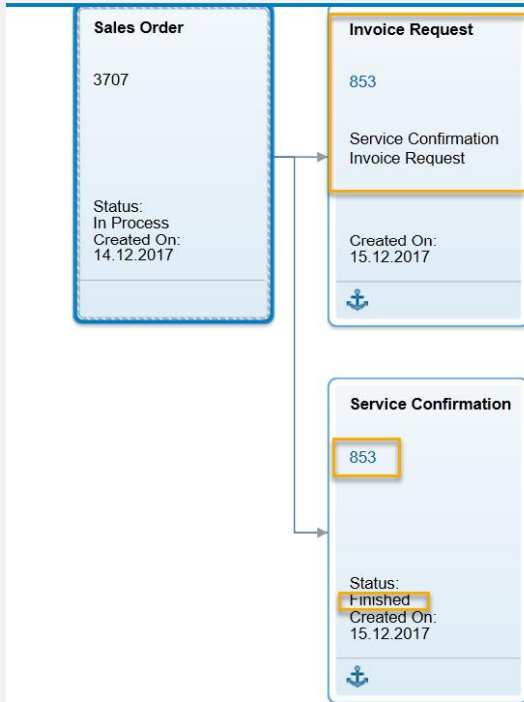 Sales Order
3707
Status:
In Process
Created On:
14.12.2017
Invoice Request
853
Service Confirmation
Invoice Request
Created On:
15.12.2017
Service Confirmation
853
Status:
Finished
Created On:
15.12.2017